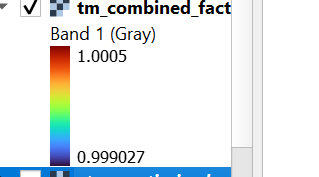 tm_combined_fact
Band 1 (Gray)
1.0005
0.999027